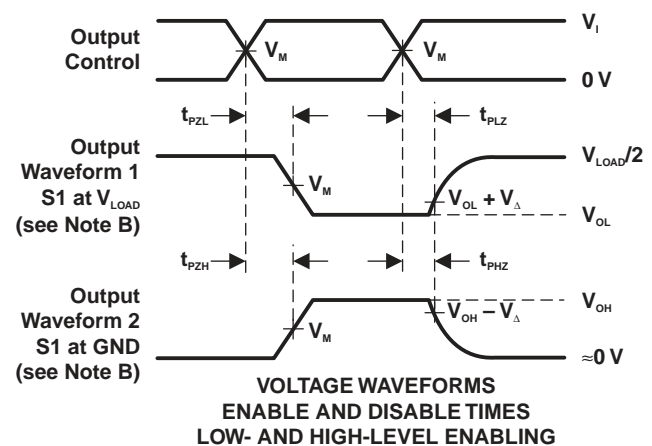 Output
Control
V_M
V_M
V_I
0 V
t_PZL
t_PLZ
Output
Waveform 1
S1 at V_LOAD
(see Note B)
V_M
V_OL + V_Δ
V_LOAD/2
V_OL
t_PZH
t_PHZ
Output
Waveform 2
S1 at GND
(see Note B)
V_M
V_OH − V_Δ
V_OH
≈0 V
VOLTAGE WAVEFORMS
ENABLE AND DISABLE TIMES
LOW- AND HIGH-LEVEL ENABLING